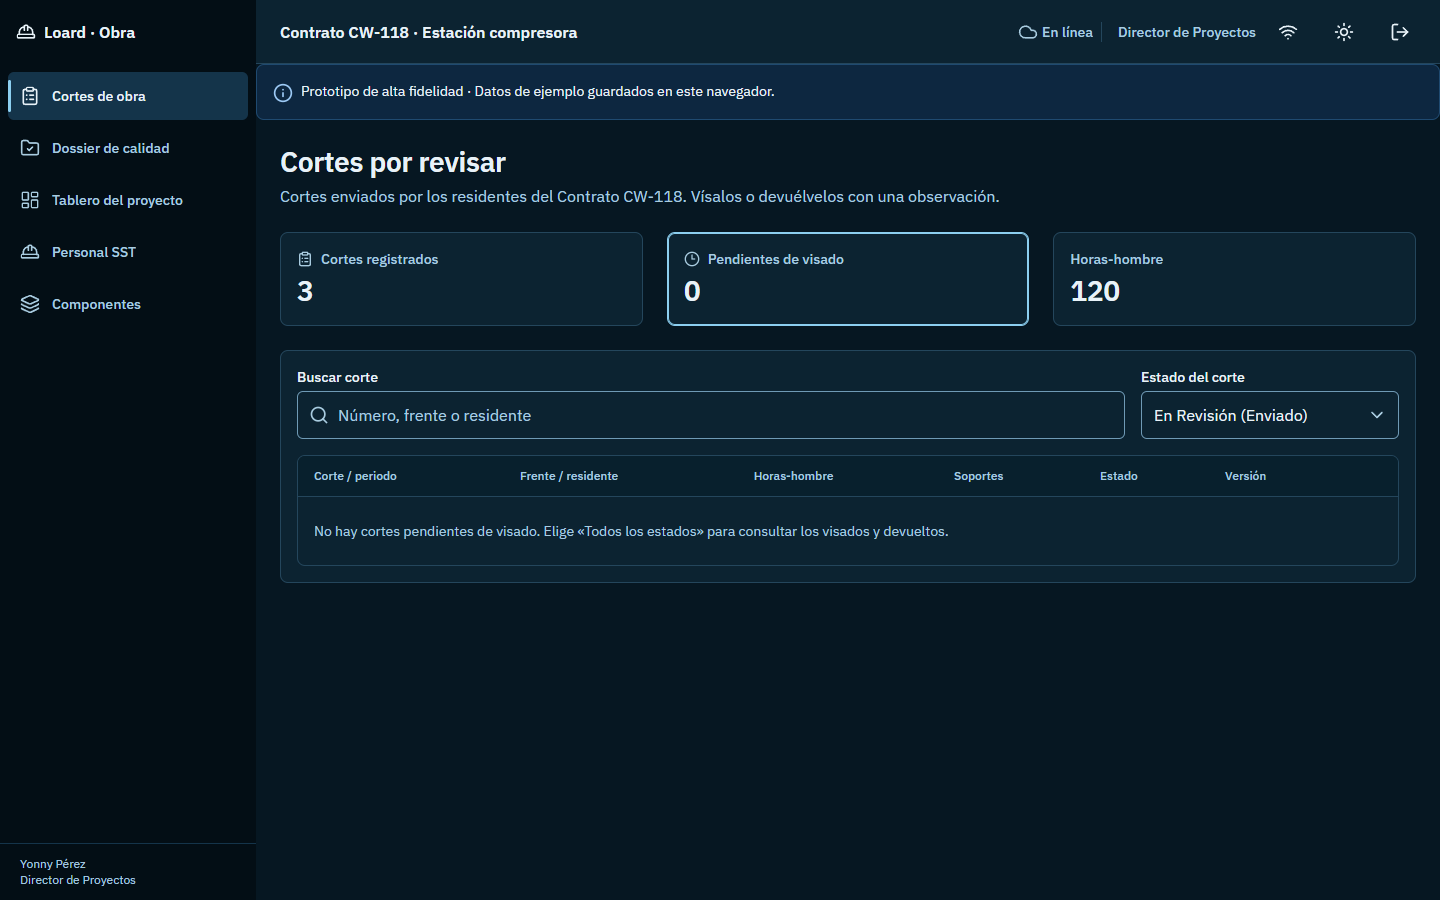 Loard · Obra
Contrato CW-118 · Estación compresora
En línea
Director de Proyectos
Cortes de obra
Dossier de calidad
Tablero del proyecto
Personal SST
Componentes
Prototipo de alta fidelidad · Datos de ejemplo guardados en este navegador.
Cortes por revisar
Cortes enviados por los residentes del Contrato CW-118. Vísalos o devuélvelos con una observación.
Cortes registrados
3
Pendientes de visado
0
Horas-hombre
120
Buscar corte
Número, frente o residente
Estado del corte
En Revisión (Enviado)
Corte / periodo
Frente / residente
Horas-hombre
Soportes
Estado
Versión
No hay cortes pendientes de visado. Elige «Todos los estados» para consultar los visados y devueltos.
Yonny Pérez
Director de Proyectos